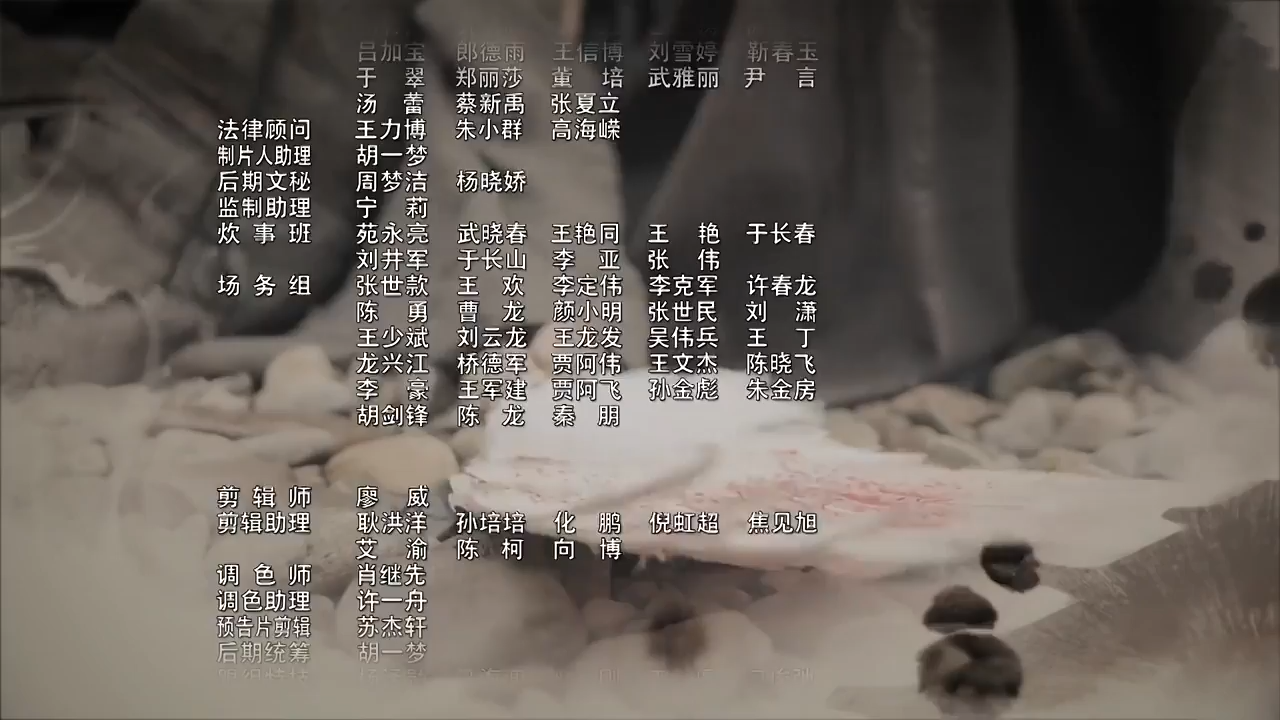 吕加宝 郎德雨 王信博 刘雪婷 靳春玉
于 翠 郑丽莎 董 培 武雅丽 尹 言
汤 蕾 蔡新禹 张夏立
法律顾问 王力博 朱小群 高海嵘
制片人助理 胡一梦
后期文秘 周梦洁 杨晓娇
监制助理 宁 莉
炊事班 苑永亮 武晓春 王艳同 王 艳 于长春
刘井军 于长山 李 亚 张 伟
场务组 张世款 王 欢 李定伟 李克军 许春龙
陈 勇 曹 龙 颜小明 张世民 刘 潇
王少斌 刘云龙 王龙发 吴伟兵 王 丁
龙兴江 桥德军 贾阿伟 王文杰 陈晓飞
李 豪 王军建 贾阿飞 孙金彪 朱金房
胡剑锋 陈 龙 秦 朋
剪辑师 廖 威
剪辑助理 耿洪洋 孙培培 化 鹏 倪虹超 焦见旭
艾 渝 陈 柯 向 博
调色师 肖继先
调色助理 许一舟
预告片剪辑 苏杰轩
后期统筹 胡一梦